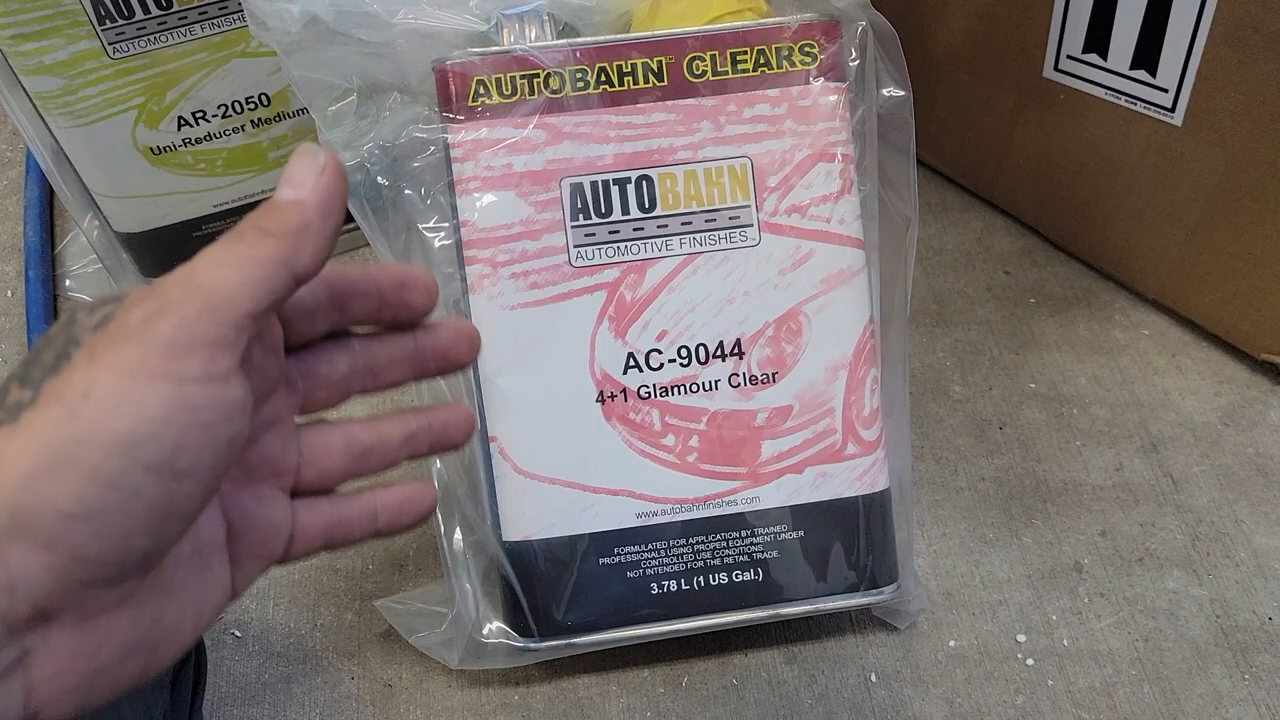 AUTOBAHN
AUTOMOTIVE FINISHES
AR-2050
Uni-Reducer Medium
AUTOBAHN™ CLEARS
AUTOBAHN
AUTOMOTIVE FINISHES™
AC-9044
4+1 Glamour Clear
www.autobahnfinishes.com
FORMULATED FOR APPLICATION BY TRAINED
PROFESSIONALS USING PROPER EQUIPMENT UNDER
CONTROLLED USE CONDITIONS.
NOT INTENDED FOR THE RETAIL TRADE.
3.78 L (1 US Gal.)